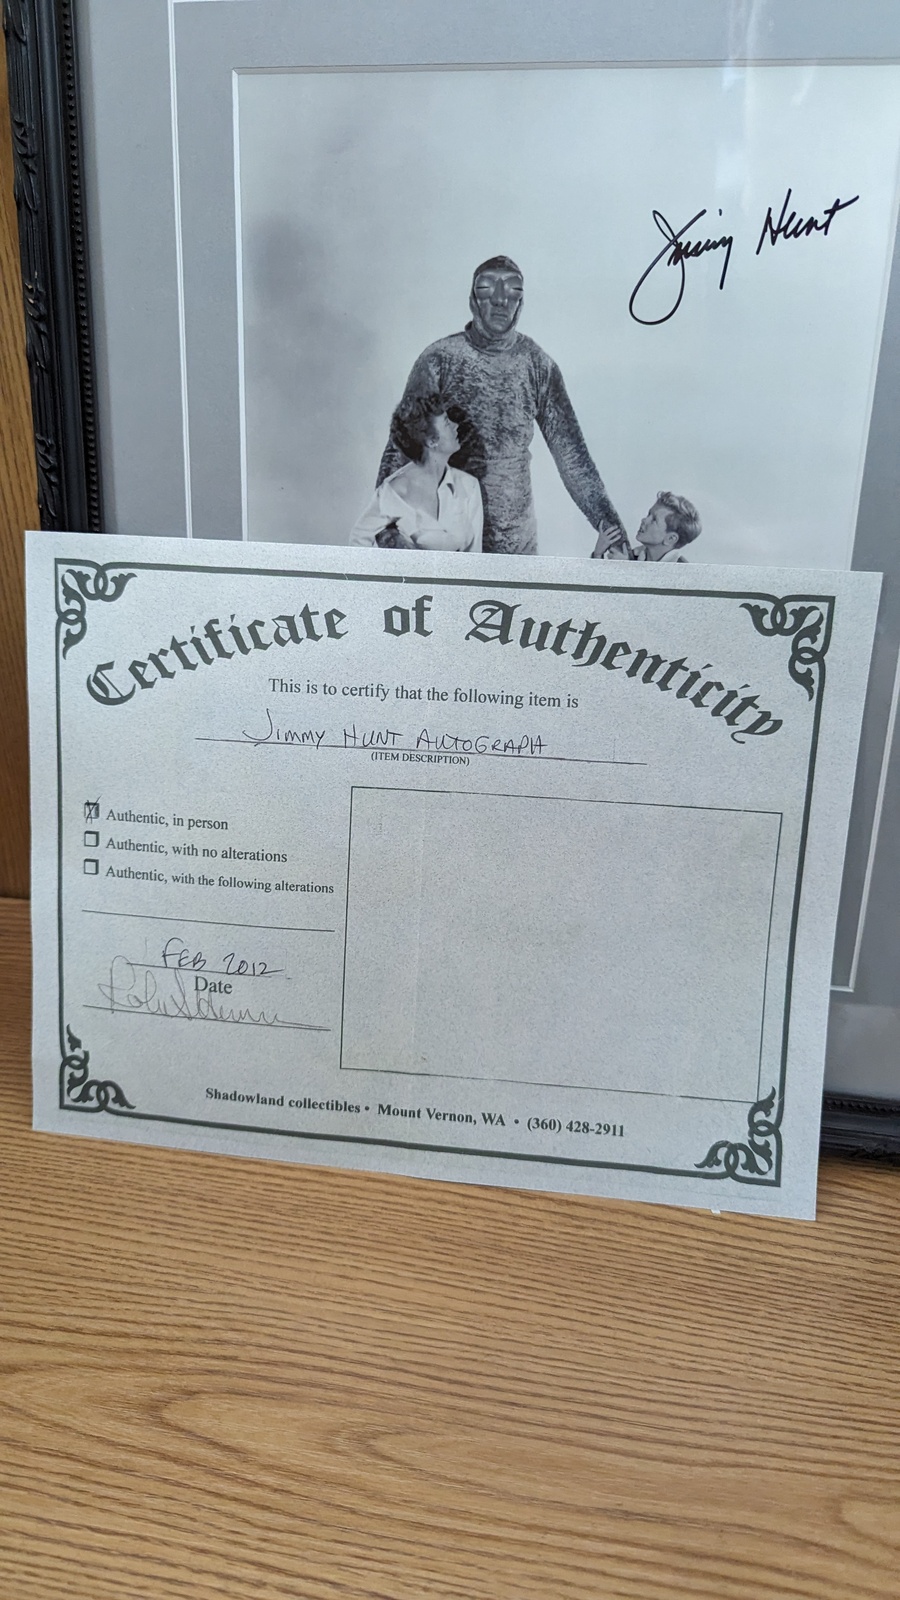 Jimmy Hunt
Certificate of Authenticity
This is to certify that the following item is
JIMMY HUNT AUTOGRAPH
(ITEM DESCRIPTION)
Authentic, in person
Authentic, with no alterations
Authentic, with the following alterations
FEB 2012
Date
Shadowland collectibles • Mount Vernon, WA • (360) 428-2911